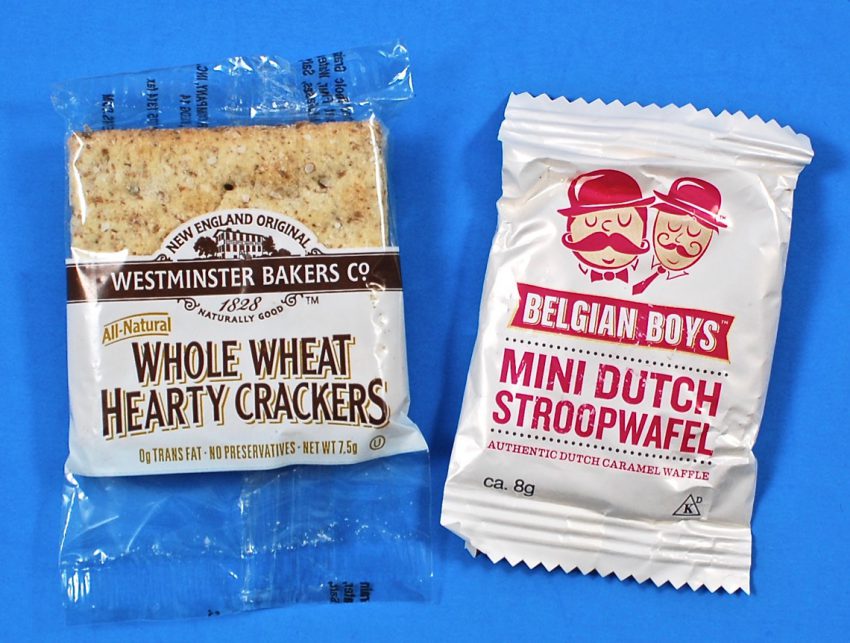 NEW ENGLAND ORIGINAL
WESTMINSTER BAKERS CO.
1828
NATURALLY GOOD
TM
All-Natural
WHOLE WHEAT
HEARTY CRACKERS
0g TRANS FAT · NO PRESERVATIVES · NET WT 7.5g
U
BELGIAN BOYS™
MINI DUTCH
STROOPWAFEL
AUTHENTIC DUTCH CARAMEL WAFFLE
ca. 8g
K D